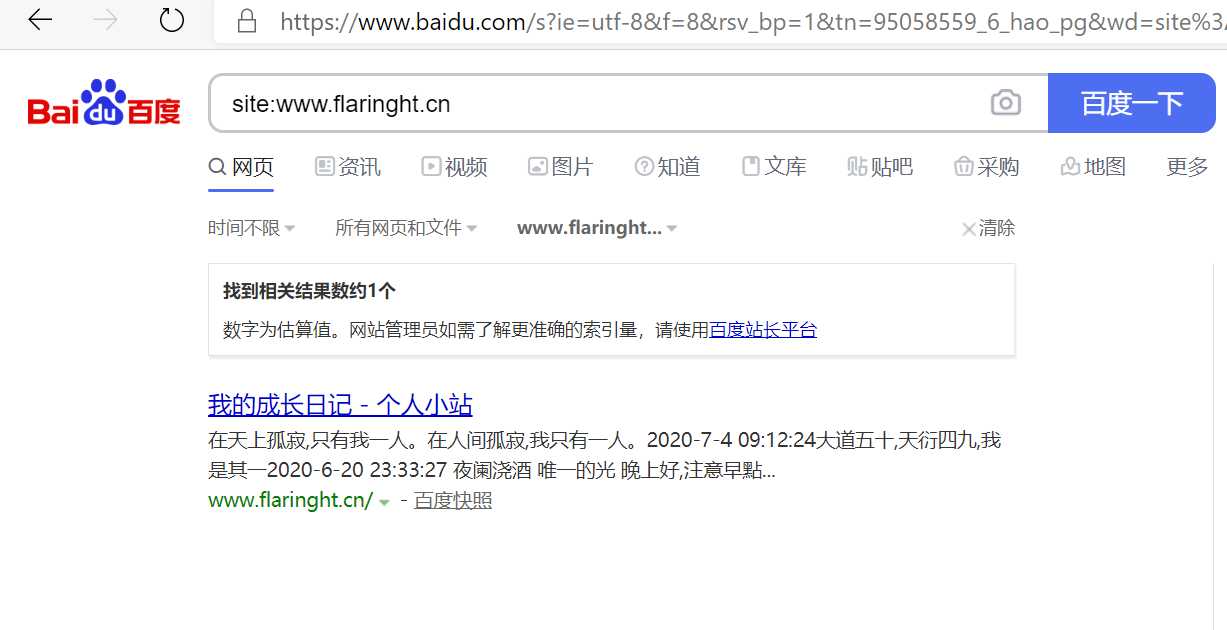 https://www.baidu.com/s?ie=utf-8&f=8&rsv_bp=1&tn=95058559_6_hao_pg&wd=site%3
Bai du 百度 site:www.flaringht.cn 百度一下
网页 资讯 视频 图片 知道 文库 贴吧 采购 地图 更多
时间不限 所有网页和文件 www.flaringht... 清除
找到相关结果数约1个
数字为估算值。网站管理员如需了解更准确的索引量，请使用百度站长平台
我的成长日记 - 个人小站
在天上孤寂,只有我一人。在人间孤寂,我只有一人。2020-7-4 09:12:24大道五十,天衍四九,我
是其一2020-6-20 23:33:27 夜阑浇酒 唯一的光 晚上好,注意早點...
www.flaringht.cn/ - 百度快照